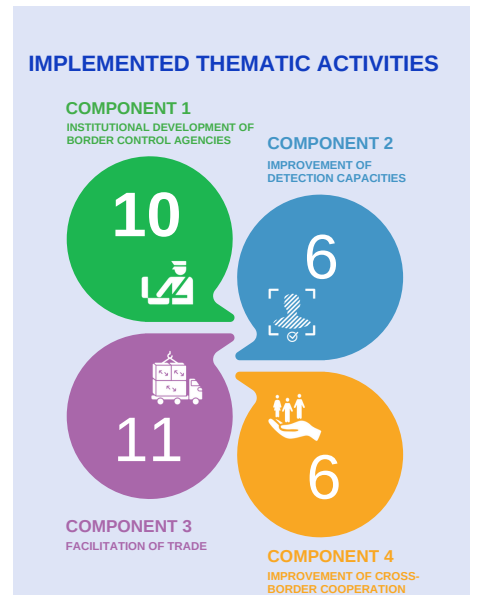 IMPLEMENTED THEMATIC ACTIVITIES
COMPONENT 1
INSTITUTIONAL DEVELOPMENT OF
BORDER CONTROL AGENCIES
10
COMPONENT 2
IMPROVEMENT OF
DETECTION CAPACITIES
6
11
COMPONENT 3
FACILITATION OF TRADE
6
COMPONENT 4
IMPROVEMENT OF CROSS-
BORDER COOPERATION